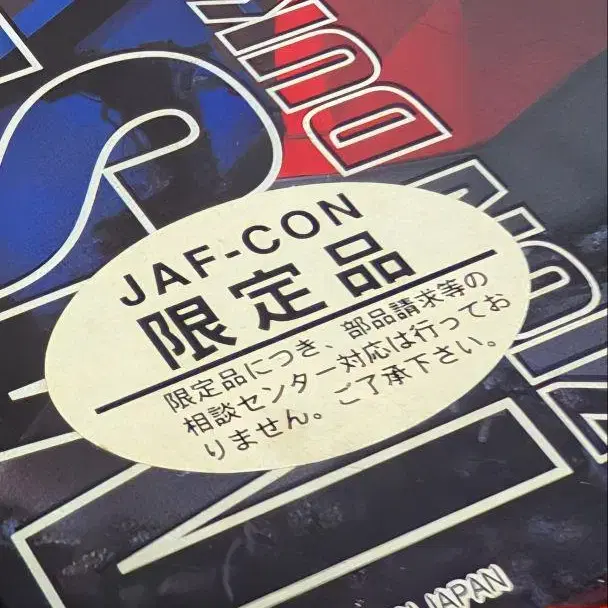 JAF-CON
限定品
限定品につき、部品請求等の
相談センター対応は行ってお
りません。ご了承下さい。
JAPAN